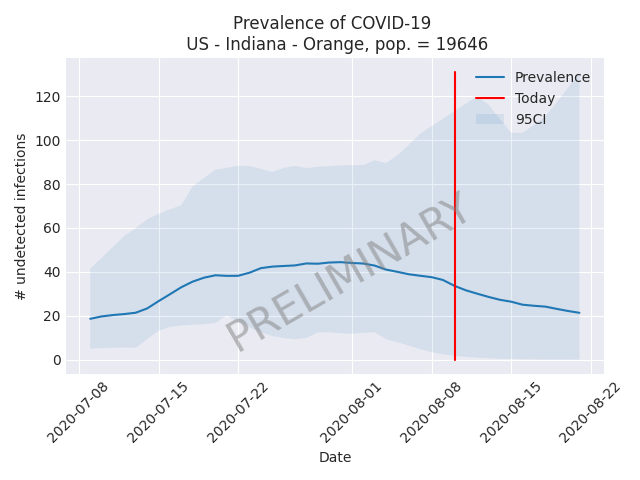 Prevalence of COVID-19
US - Indiana - Orange, pop. = 19646
Prevalence
Today
95CI
120
100
80
60
40
20
0
# undetected infections
PRELIMINARY
2020-07-08
2020-07-15
2020-07-22
2020-08-01
2020-08-08
2020-08-15
2020-08-22
Date